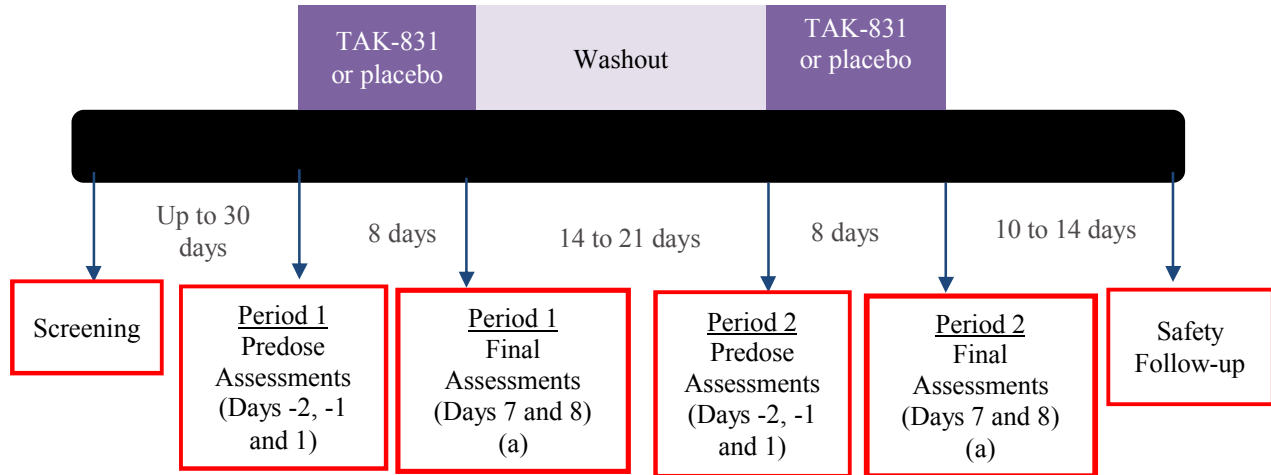 TAK-831
or placebo
Washout
TAK-831
or placebo
Up to 30
days
8 days
14 to 21 days
8 days
10 to 14 days
Screening
Period 1
Predose
Assessments
(Days -2, -1
and 1)
Period 1
Final
Assessments
(Days 7 and 8)
(a)
Period 2
Predose
Assessments
(Days -2, -1
and 1)
Period 2
Final
Assessments
(Days 7 and 8)
(a)
Safety
Follow-up